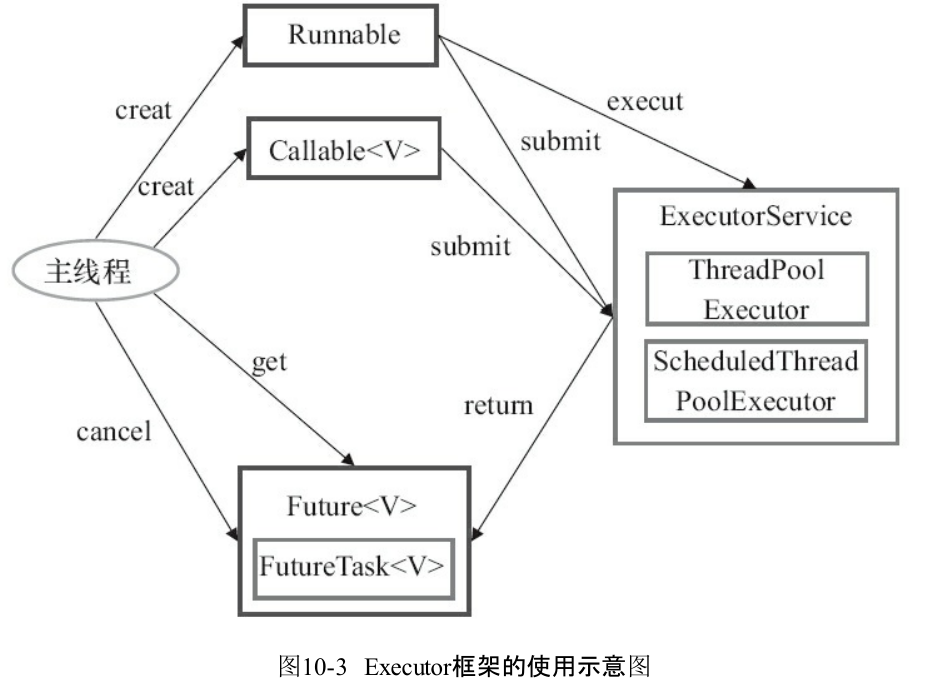 Runnable
creat
execut
submit
Callable<V>
creat
ExecutorService
submit
主线程
ThreadPool
Executor
get
ScheduledThread
PoolExecutor
return
cancel
Future<V>
FutureTask<V>
图10-3 Executor框架的使用示意图